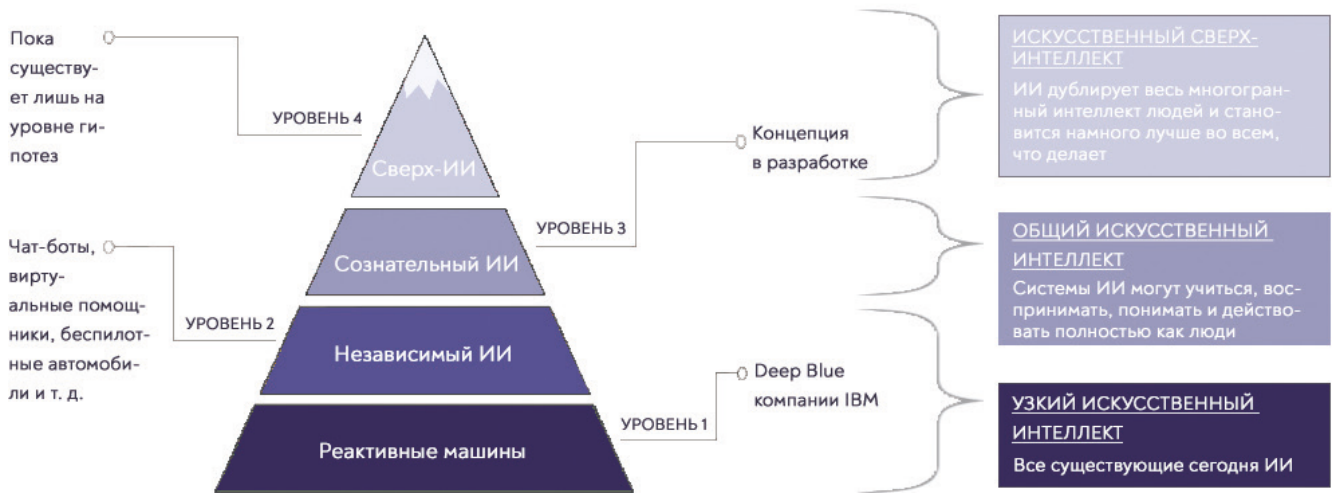 Пока
существу-
ет лишь на
уровне ги-
потез
УРОВЕНЬ 4
Сверх-ИИ
Концепция
в разработке
ИСКУССТВЕННЫЙ СВЕРХ-
ИНТЕЛЛЕКТ
ИИ дублирует весь многогран-
ный интеллект людей и стано-
вится намного лучше во всем,
что делает
УРОВЕНЬ 3
Сознательный ИИ
ОБЩИЙ ИСКУССТВЕННЫЙ
ИНТЕЛЛЕКТ
Системы ИИ могут учиться, вос-
принимать, понимать и действо-
вать полностью как люди
Чат-боты,
вирту-
альные помощ-
ники, беспилот-
ные автомоби-
ли и т. д.
УРОВЕНЬ 2
Независимый ИИ
Deep Blue
компании IBM
УРОВЕНЬ 1
Реактивные машины
УЗКИЙ ИСКУССТВЕННЫЙ
ИНТЕЛЛЕКТ
Все существующие сегодня ИИ